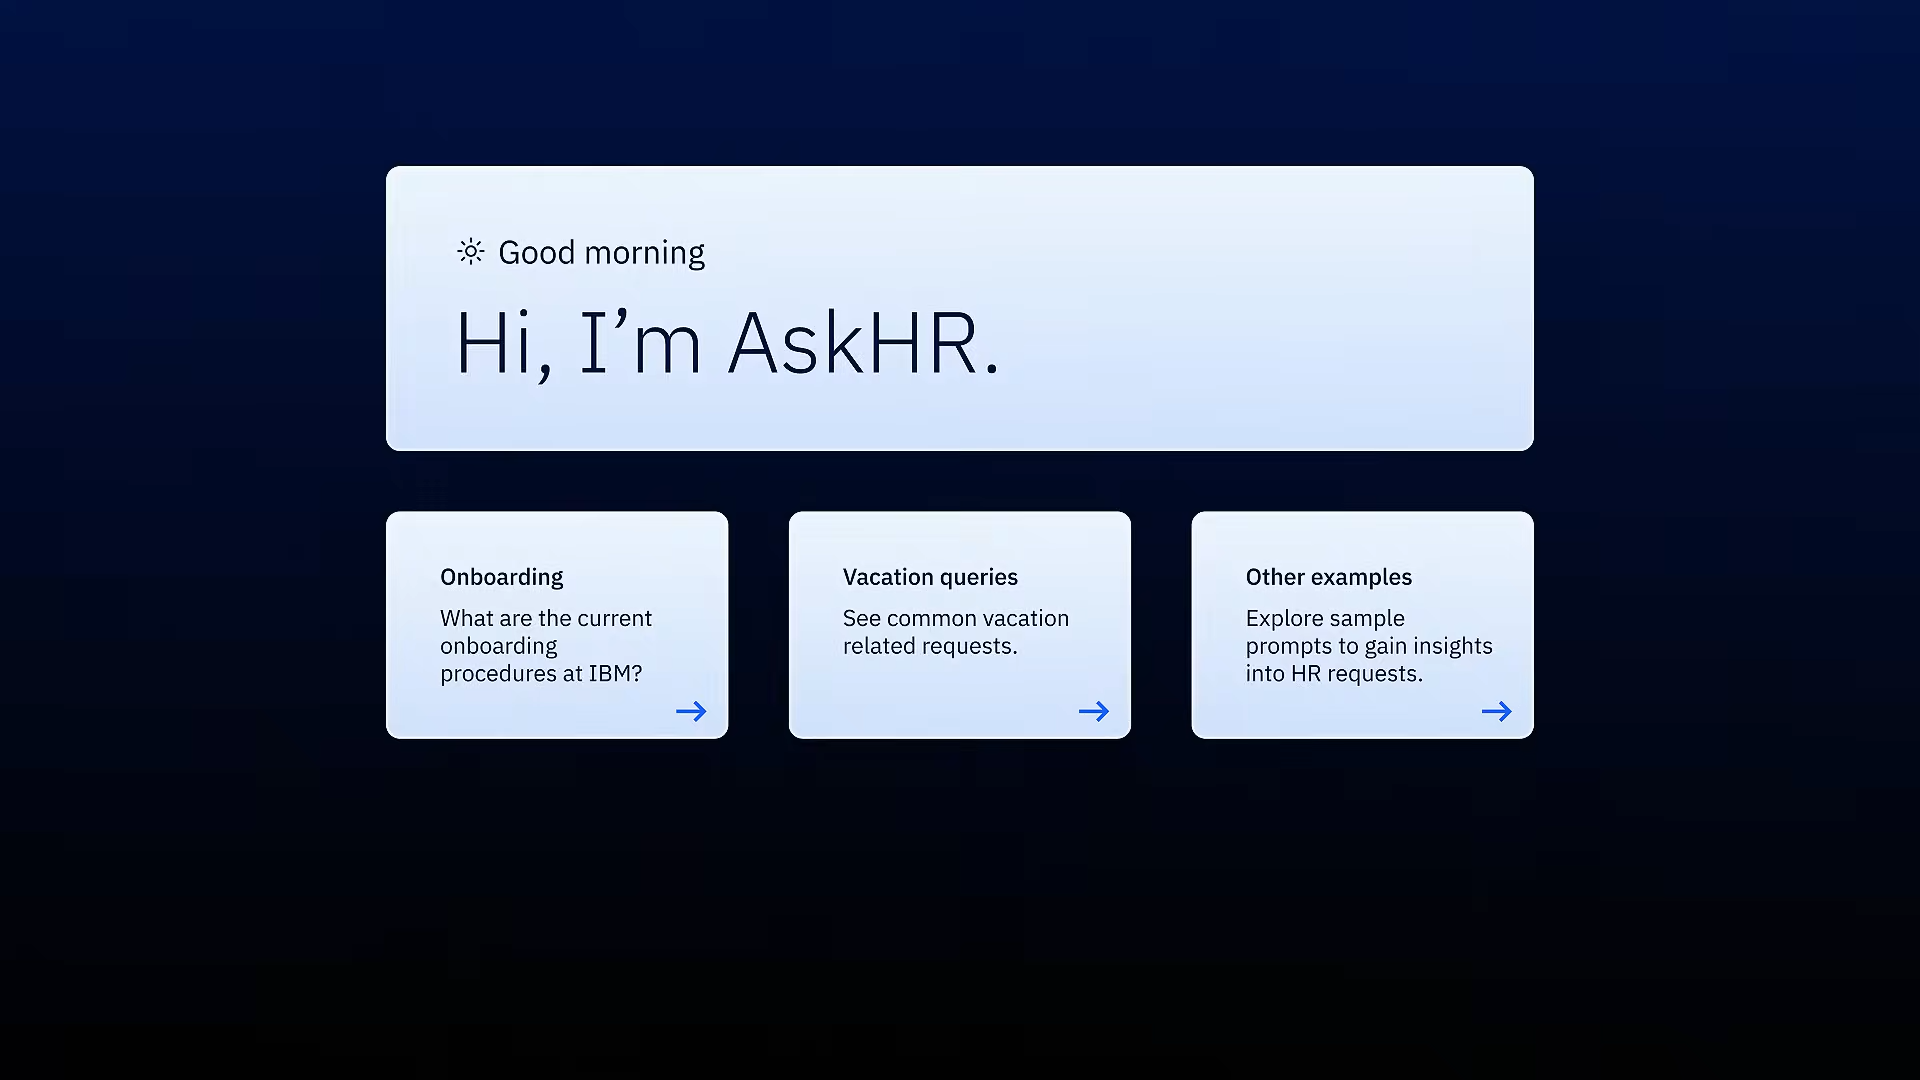 Good morning
Hi, I’m AskHR.
Onboarding
What are the current
onboarding
procedures at IBM?
Vacation queries
See common vacation
related requests.
Other examples
Explore sample
prompts to gain insights
into HR requests.